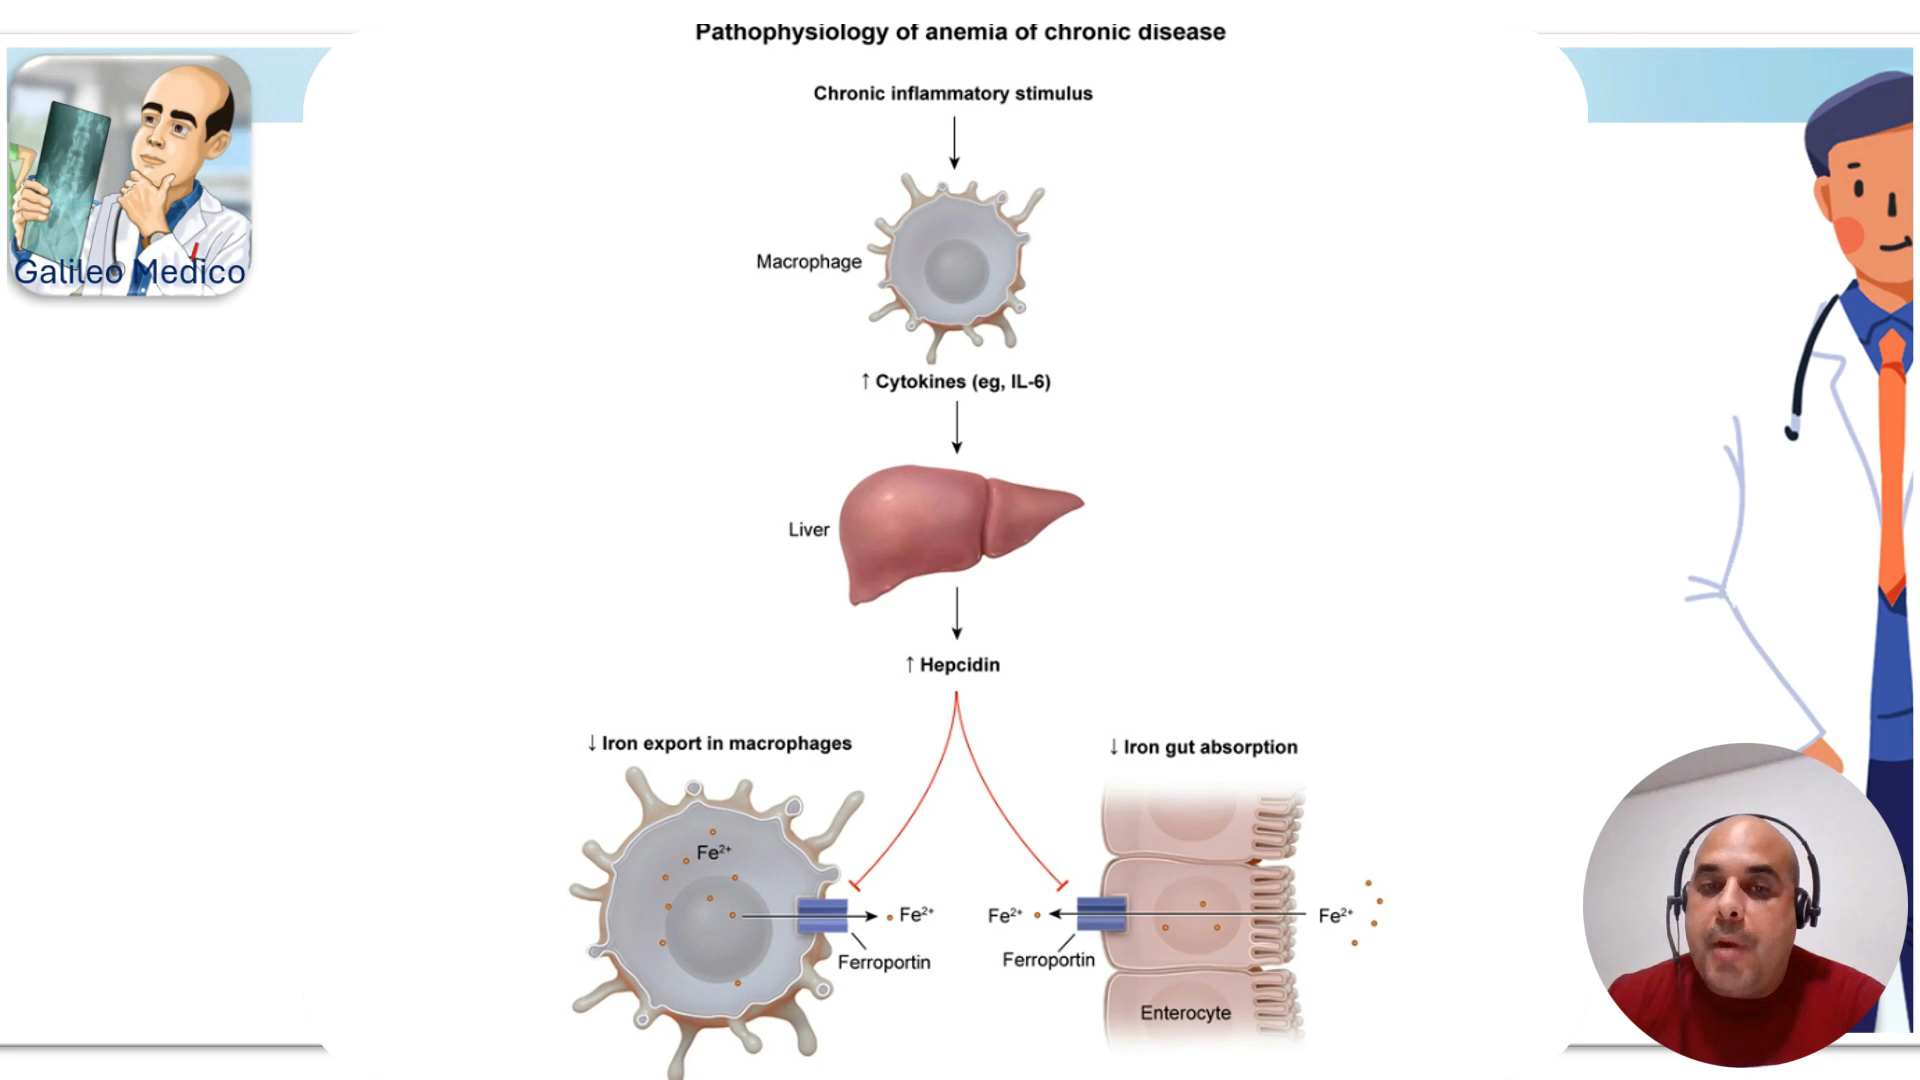 Pathophysiology of anemia of chronic disease
Chronic inflammatory stimulus
Galileo Medico
Macrophage
↑ Cytokines (eg, IL-6)
Liver
↑ Hepcidin
↓ Iron export in macrophages
↓ Iron gut absorption
Fe²⁺
Fe²⁺
Fe²⁺
Fe²⁺
Ferroportin
Ferroportin
Enterocyte